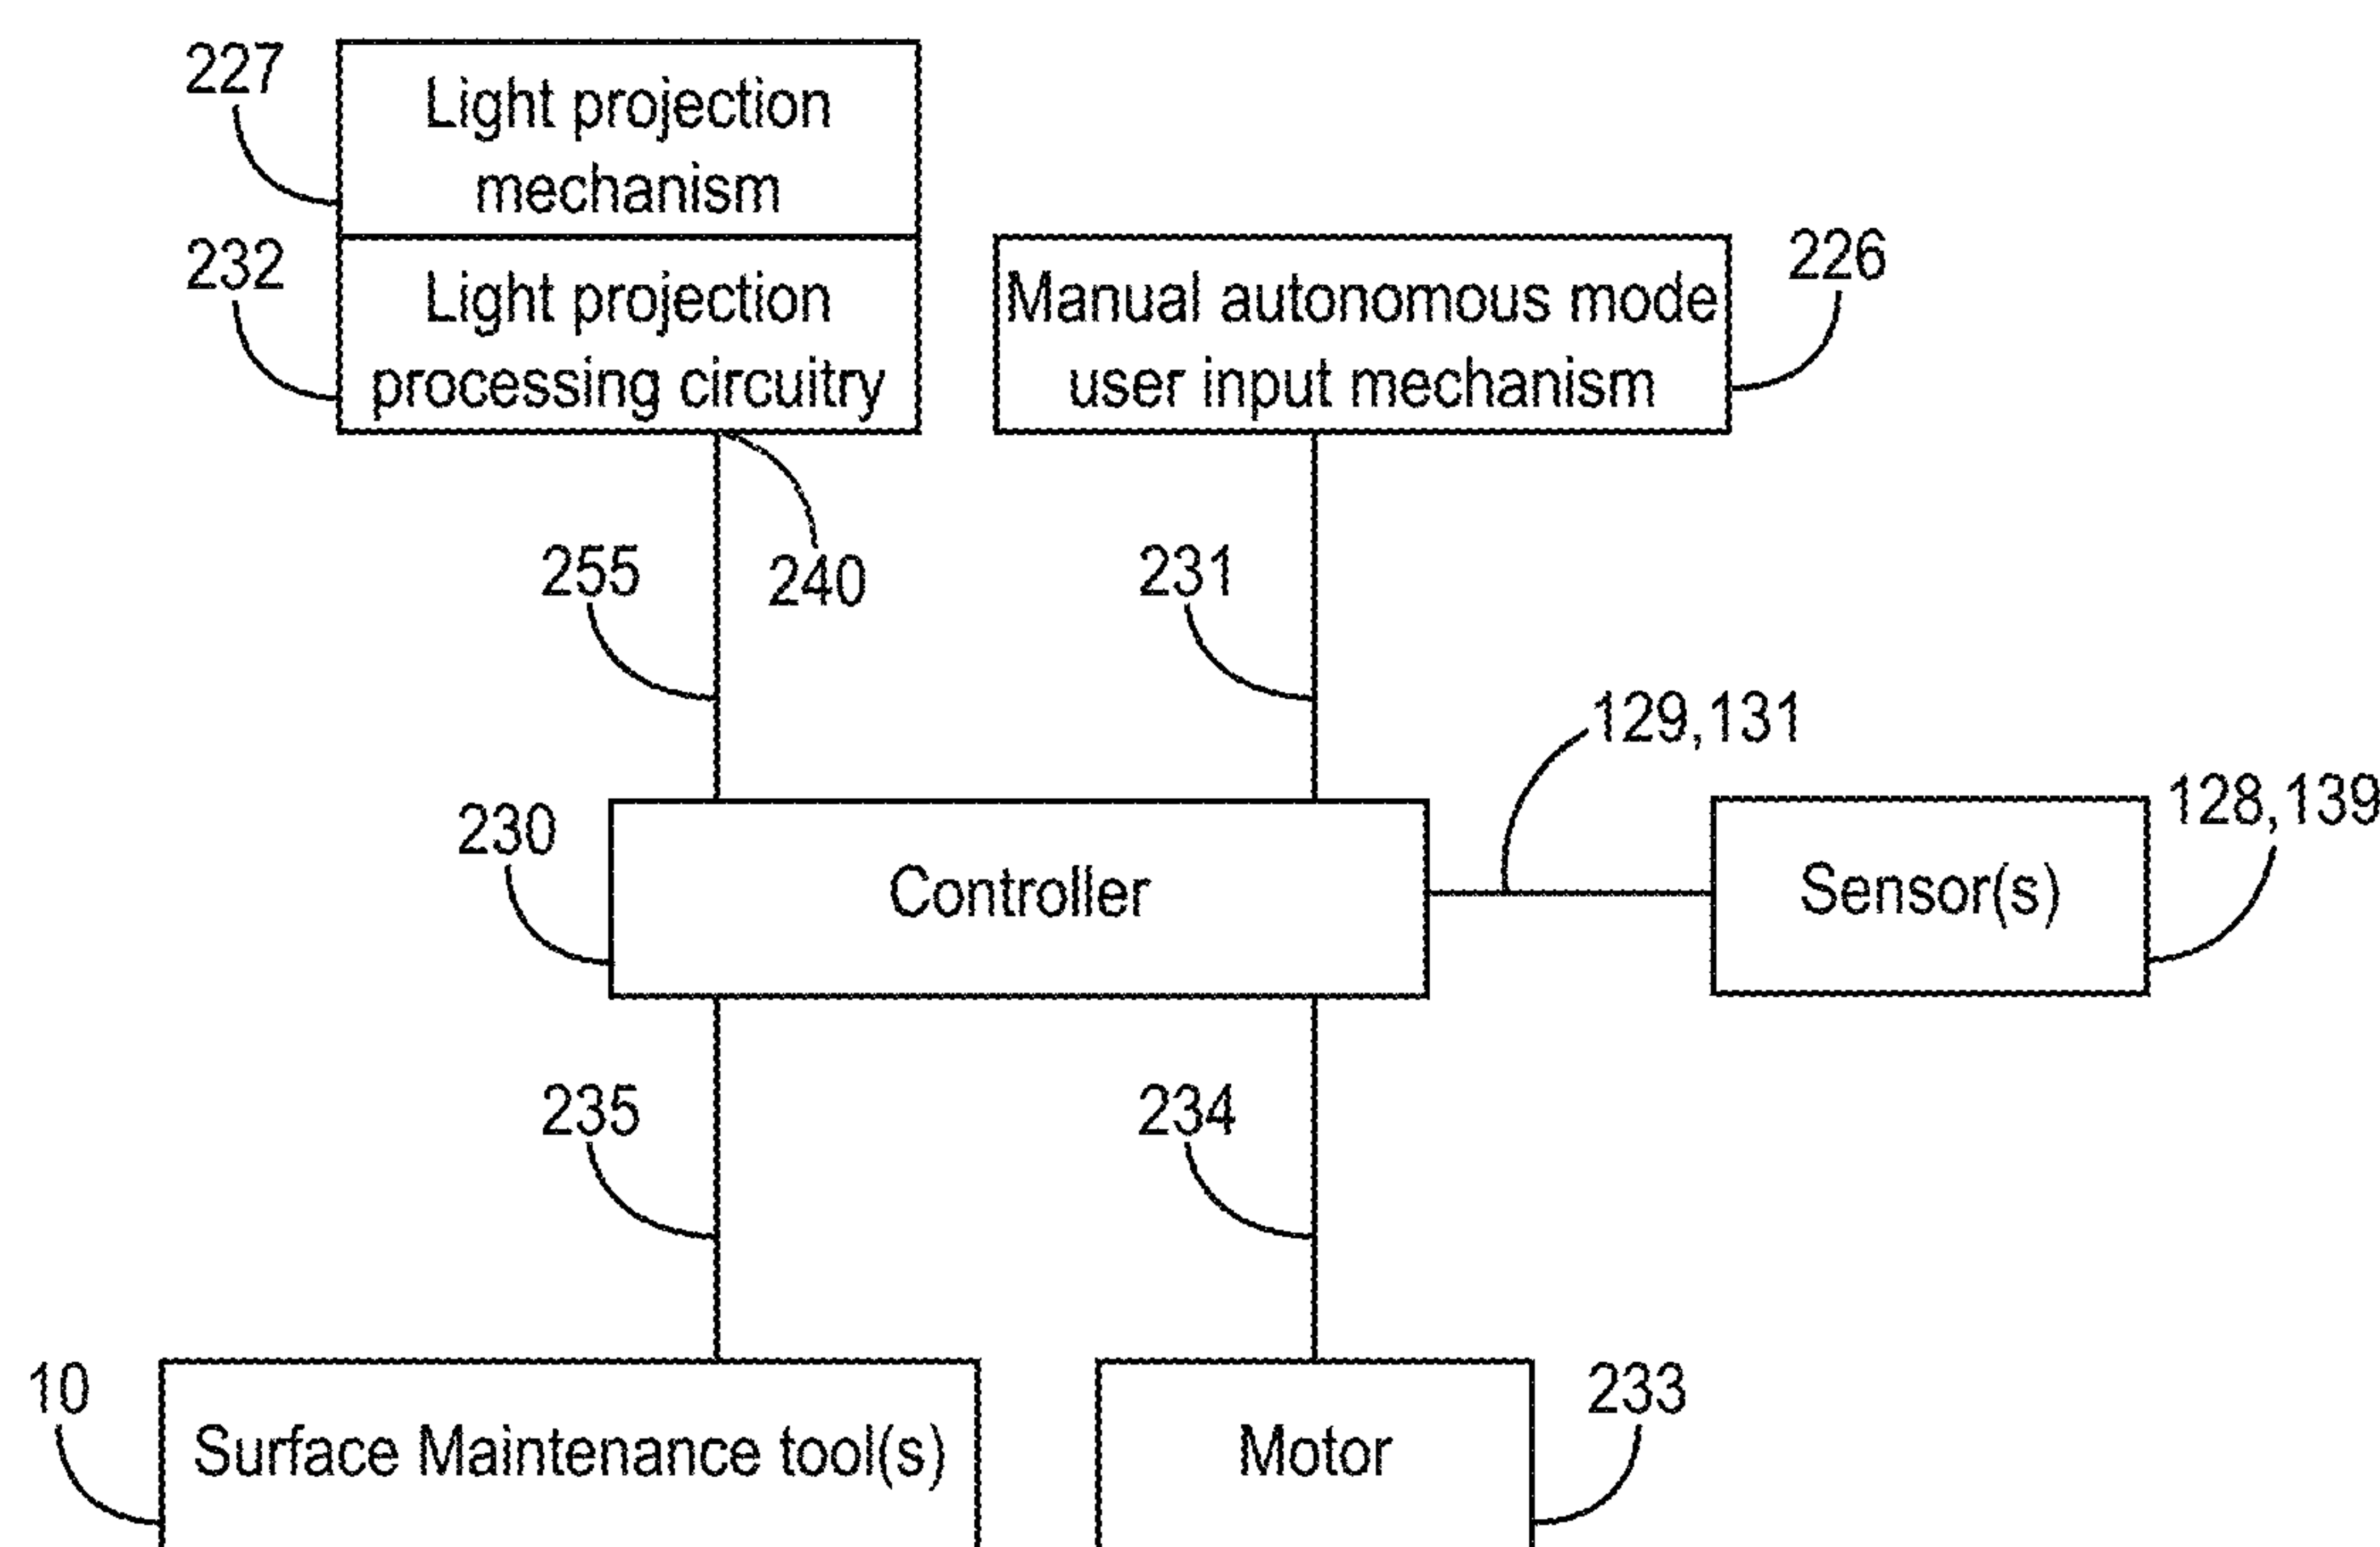 227
Light projection
mechanism
232
Light projection
processing circuitry
Manual autonomous mode
user input mechanism
226
255
240
231
129,131
128,139
230
Controller
Sensor(s)
235
234
10
Surface Maintenance tool(s)
Motor
233